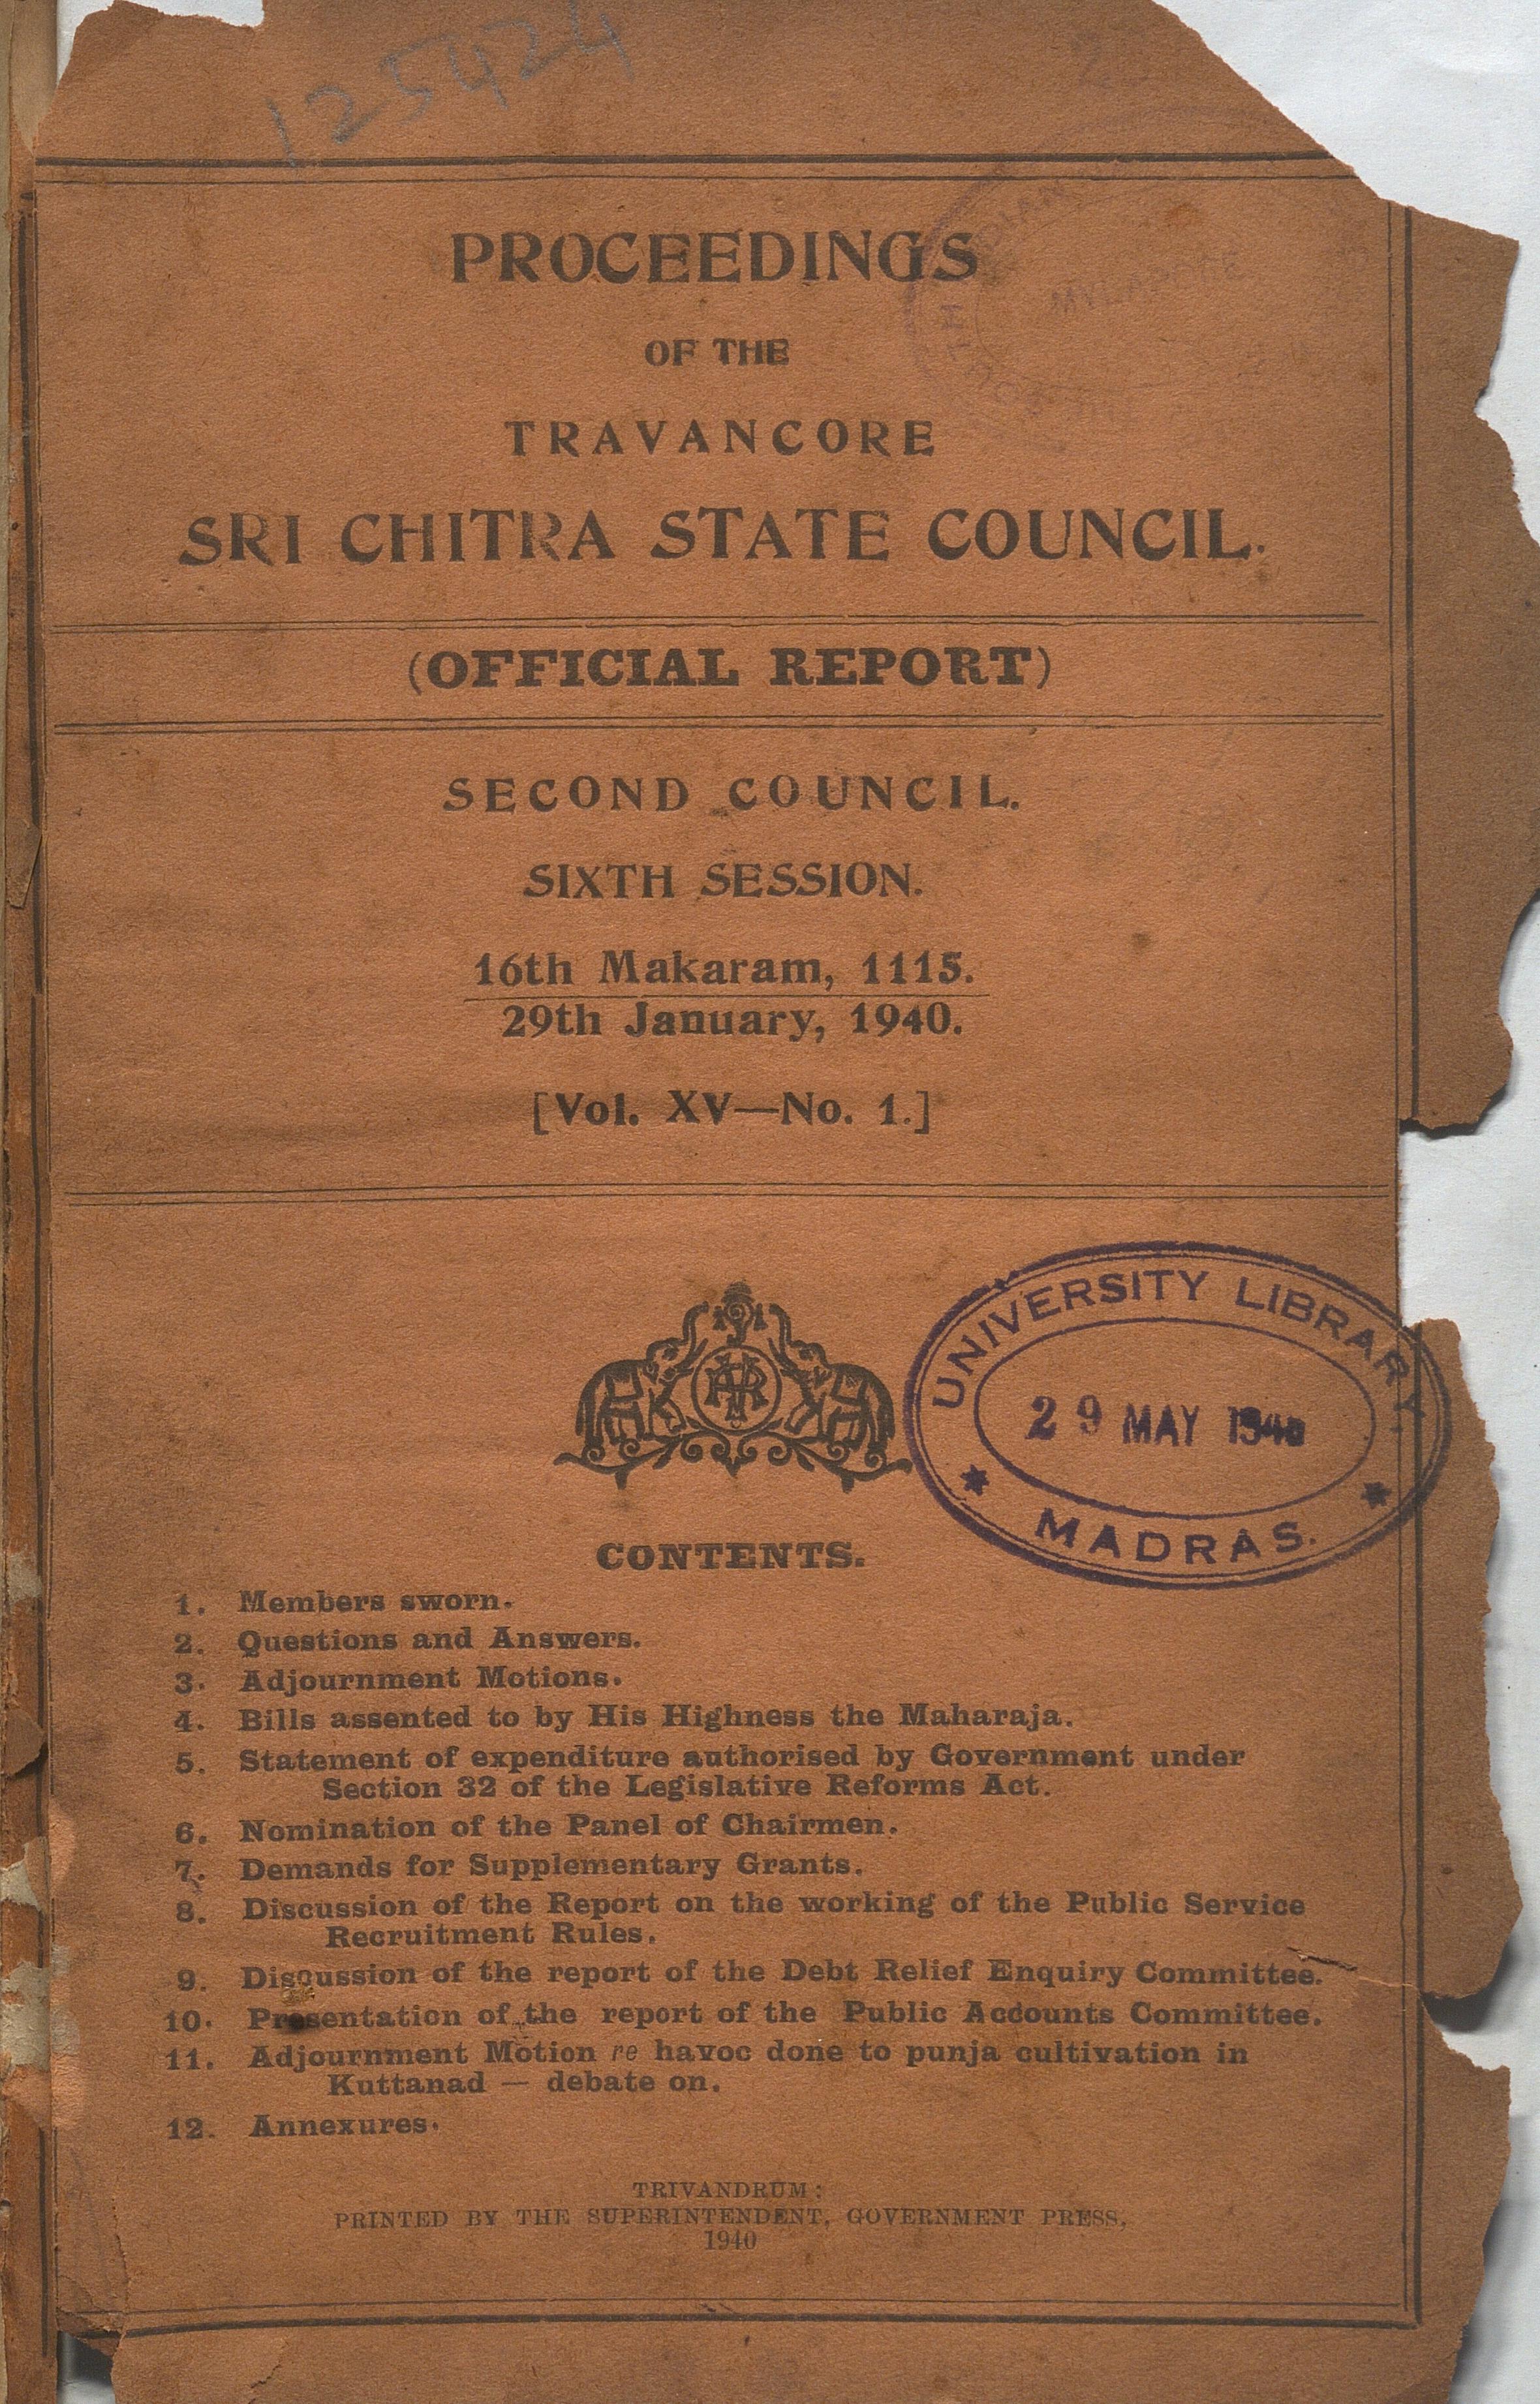 125424
PROCEEDINGS
OF THE
TRAVANCORE
SRI CHITRA STATE COUNCIL.
(OFFICIAL REPORT)
SECOND COUNCIL.
SIXTH SESSION.
16th Makaram, 1115.
29th January, 1940.
[Vol. XV—No. 1.]
UNIVERSITY LIBRARY
29 MAY 1940
MADRAS.
CONTENTS.
1. Members sworn.
2. Questions and Answers.
3. Adjournment Motions.
4. Bills assented to by His Highness the Maharaja.
5. Statement of expenditure authorised by Government under
Section 32 of the Legislative Reforms Act.
6. Nomination of the Panel of Chairmen.
7. Demands for Supplementary Grants.
8. Discussion of the Report on the working of the Public Service
Recruitment Rules.
9. Discussion of the report of the Debt Relief Enquiry Committee.
10. Presentation of the report of the Public Accounts Committee.
11. Adjournment Motion re havoc done to punja cultivation in
Kuttanad — debate on.
12. Annexures.
TRIVANDRUM:
PRINTED BY THE SUPERINTENDENT, GOVERNMENT PRESS,
1940